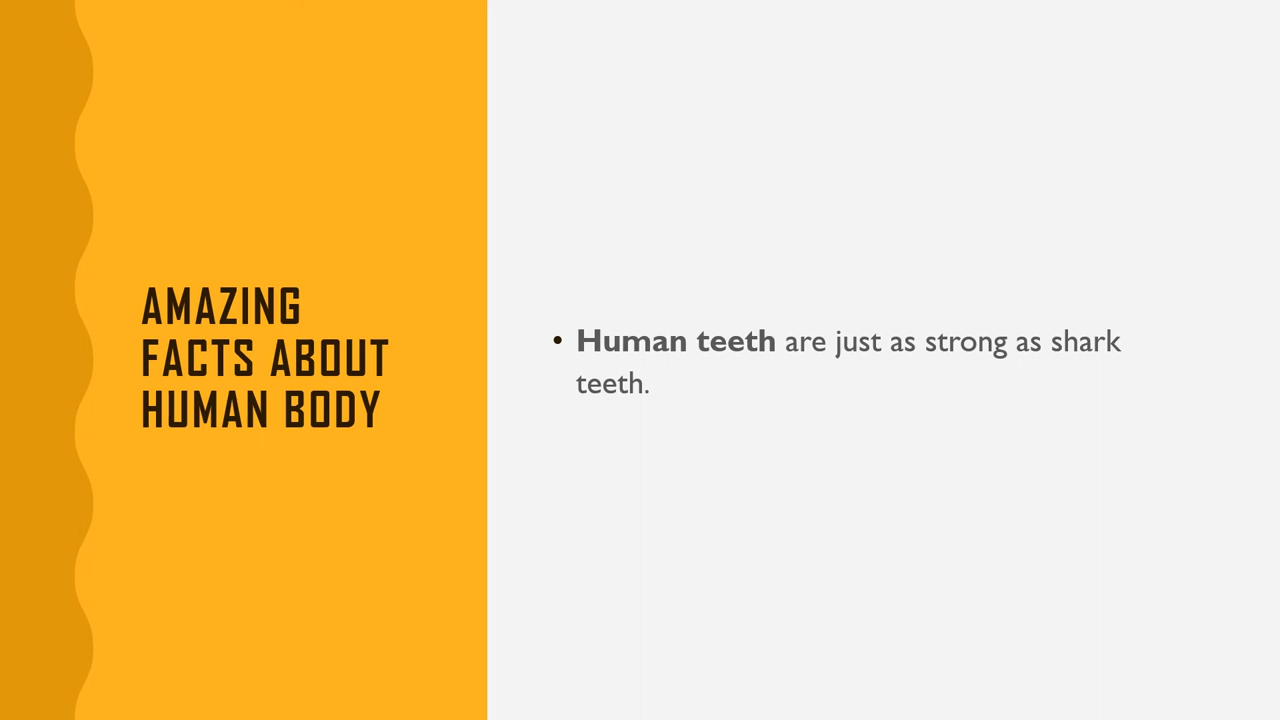 AMAZING
FACTS ABOUT
HUMAN BODY
• Human teeth are just as strong as shark
teeth.